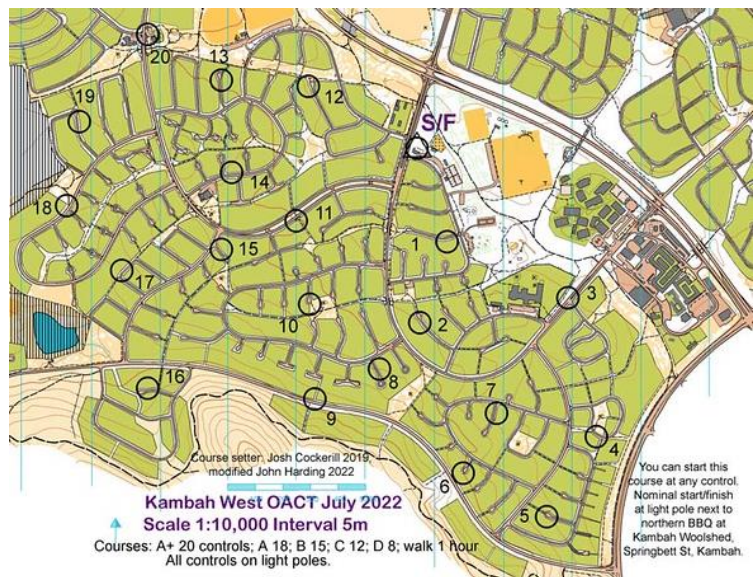 20
13
12
19
S/F
14
18
11
1
15
17
3
10
2
16
8
7
9
4
6
5
Course setter: Josh Cockerill 2019,
modified John Harding 2022
Kambah West OACT July 2022
Scale 1:10,000 Interval 5m
Courses: A+ 20 controls; A 18; B 15; C 12; D 8; walk 1 hour
All controls on light poles.
You can start this
course at any control.
Nominal start/finish
at light pole next to
northern BBQ at
Kambah Woolshed,
Springbett St, Kambah.